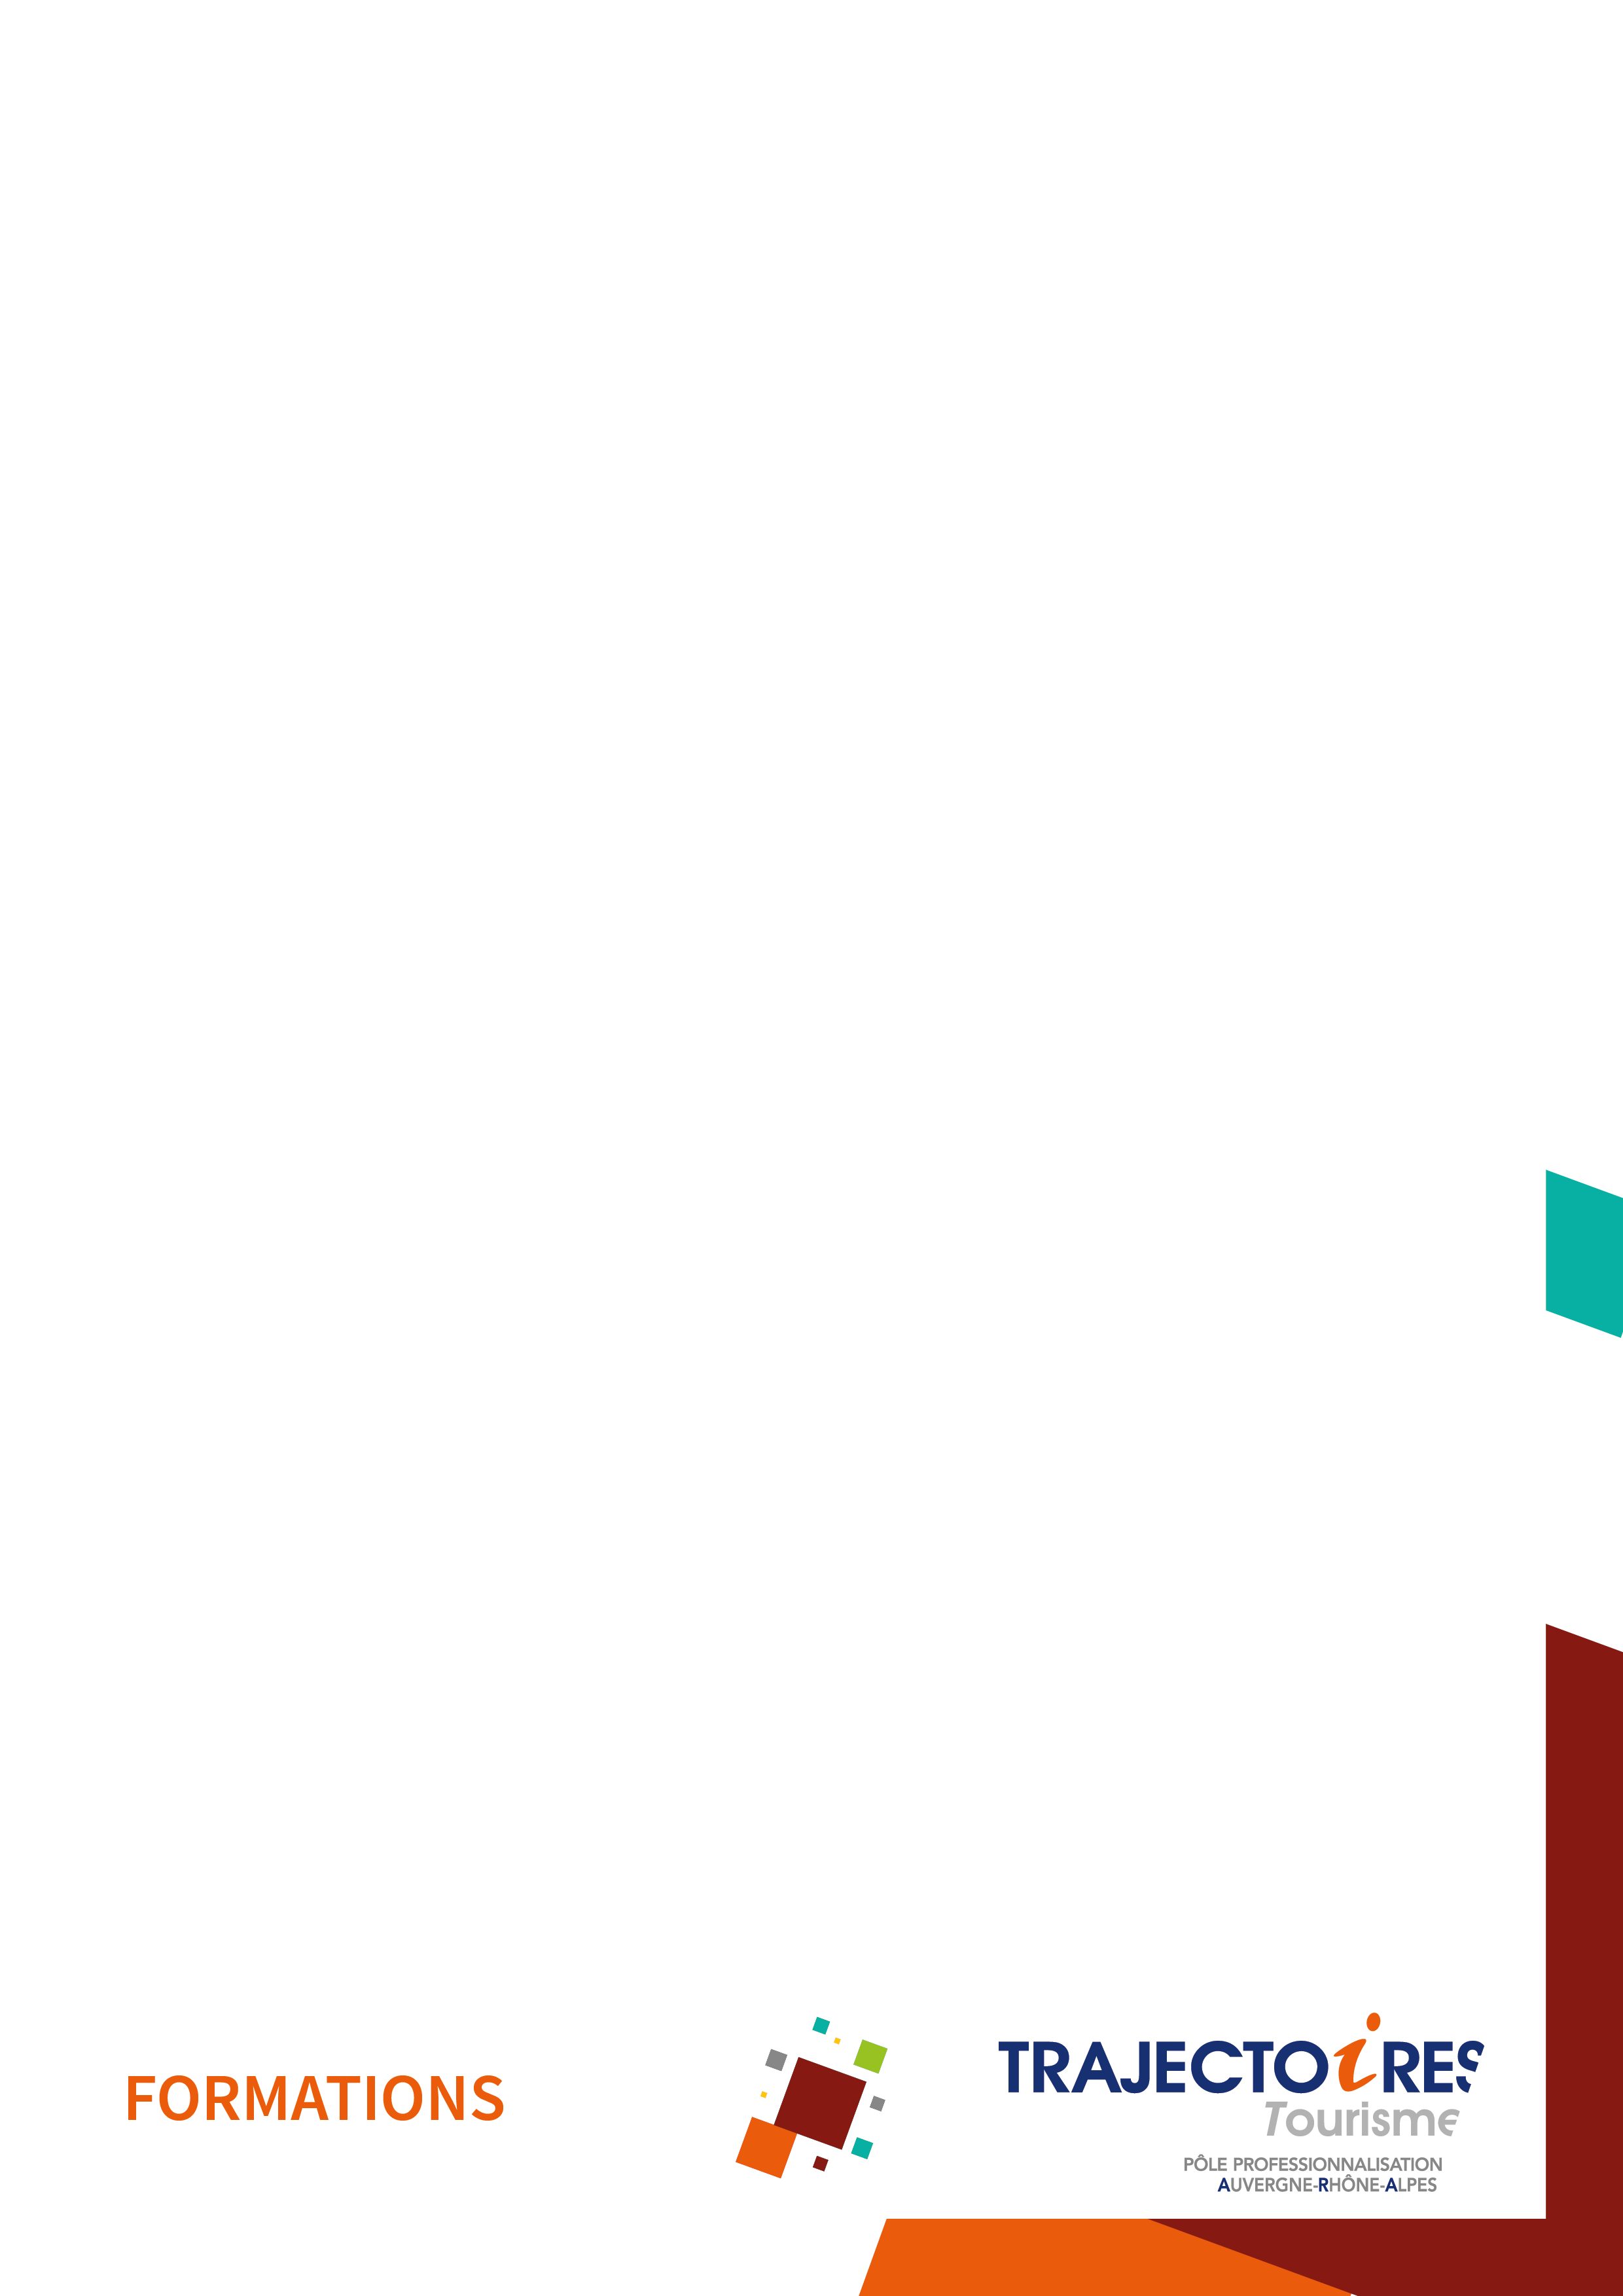 FORMATIONS
TRAJECTOiRES
Tourisme
PÔLE PROFESSIONNALISATION
AUVERGNE-RHÔNE-ALPES